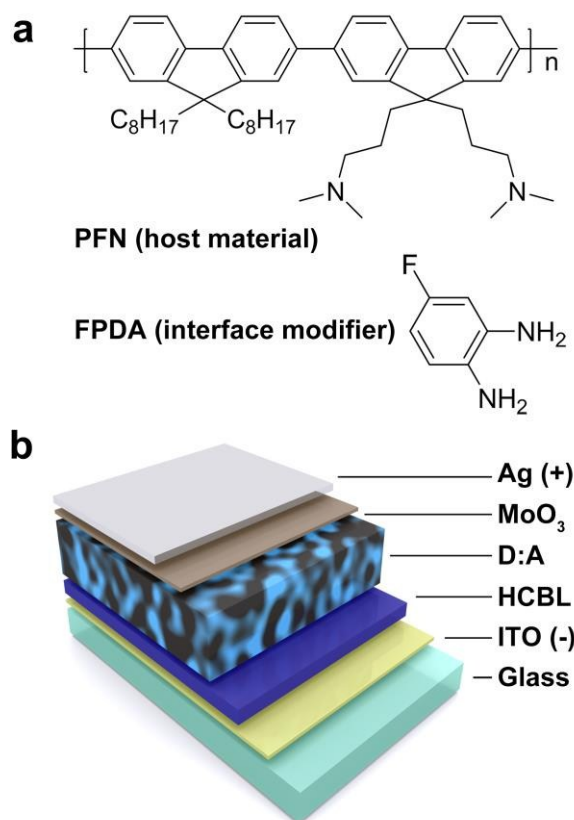 a
n
C₈H₁₇ C₈H₁₇
N N
PFN (host material)
F
FPDA (interface modifier)
NH₂
NH₂
b
Ag (+)
MoO₃
D:A
HCBL
ITO (-)
Glass